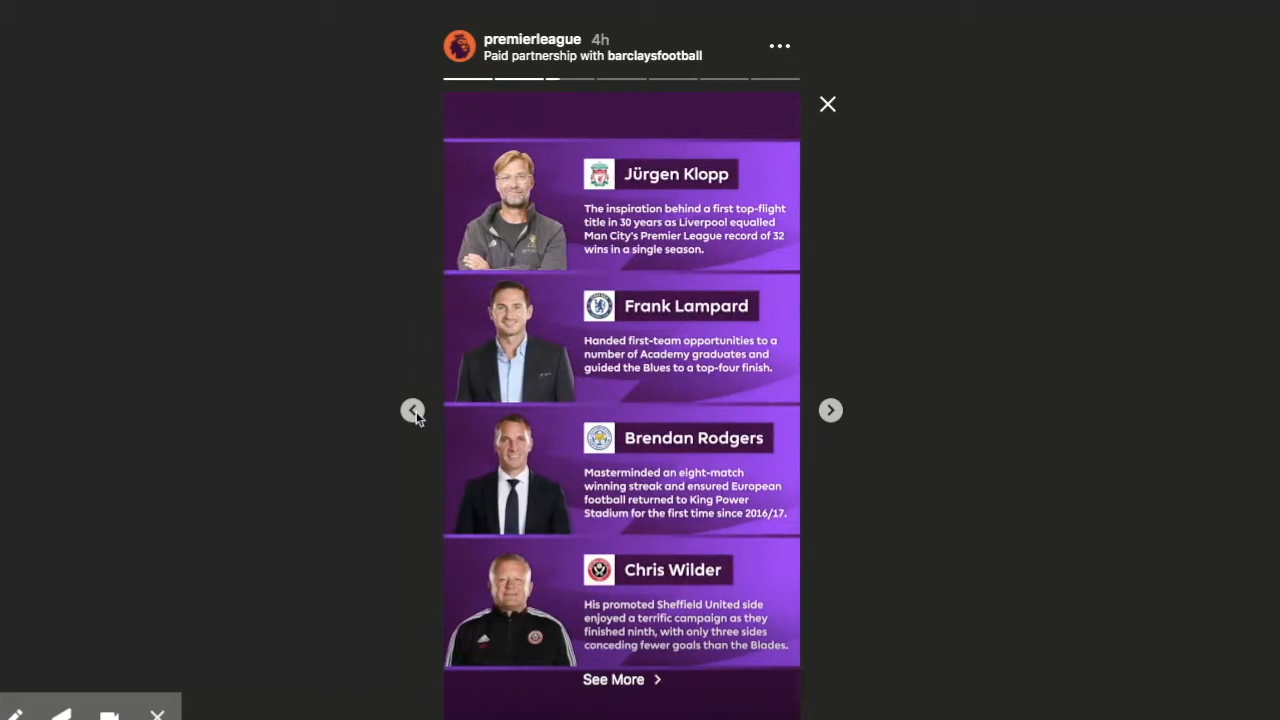 premierleague 4h
Paid partnership with barclaysfootball
Jürgen Klopp
The inspiration behind a first top-flight
title in 30 years as Liverpool equalled
Man City's Premier League record of 32
wins in a single season.
Frank Lampard
Handed first-team opportunities to a
number of Academy graduates and
guided the Blues to a top-four finish.
Brendan Rodgers
Masterminded an eight-match
winning streak and ensured European
football returned to King Power
Stadium for the first time since 2016/17.
Chris Wilder
His promoted Sheffield United side
enjoyed a terrific campaign as they
finished ninth, with only three sides
conceding fewer goals than the Blades.
See More